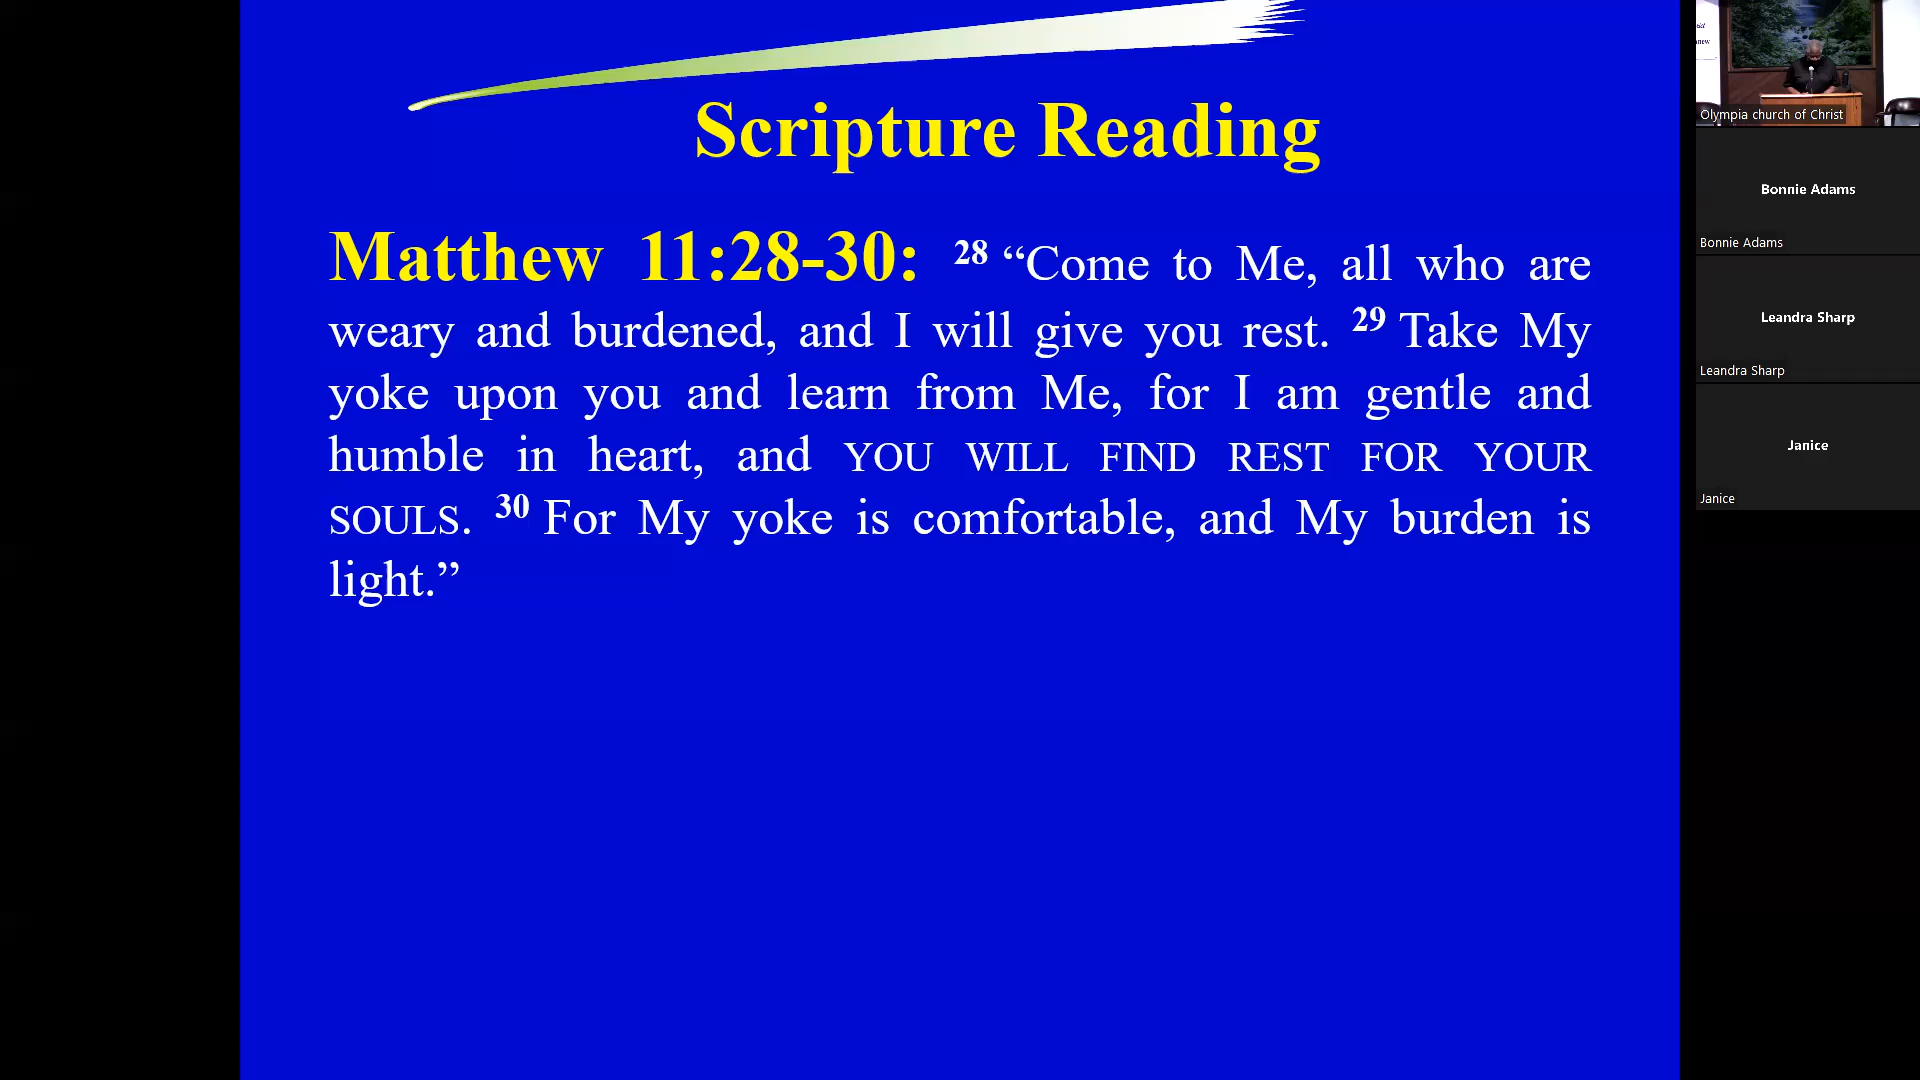 Scripture Reading
Matthew 11:28-30: 28 “Come to Me, all who are
weary and burdened, and I will give you rest. 29 Take My
yoke upon you and learn from Me, for I am gentle and
humble in heart, and YOU WILL FIND REST FOR YOUR
SOULS. 30 For My yoke is comfortable, and My burden is
light.”
Olympia church of Christ
Bonnie Adams
Bonnie Adams
Leandra Sharp
Leandra Sharp
Janice
Janice